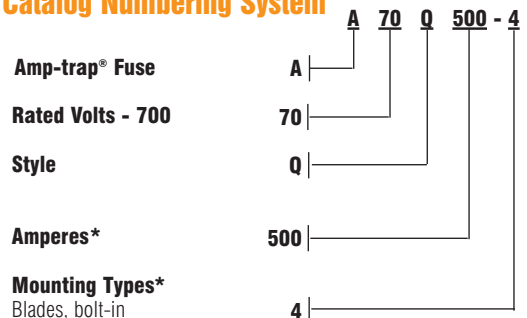 Catalog Numbering System
A 70 Q 500 - 4
Amp-trap® Fuse A
Rated Volts - 700 70
Style Q
Amperes* 500
Mounting Types*
Blades, bolt-in 4